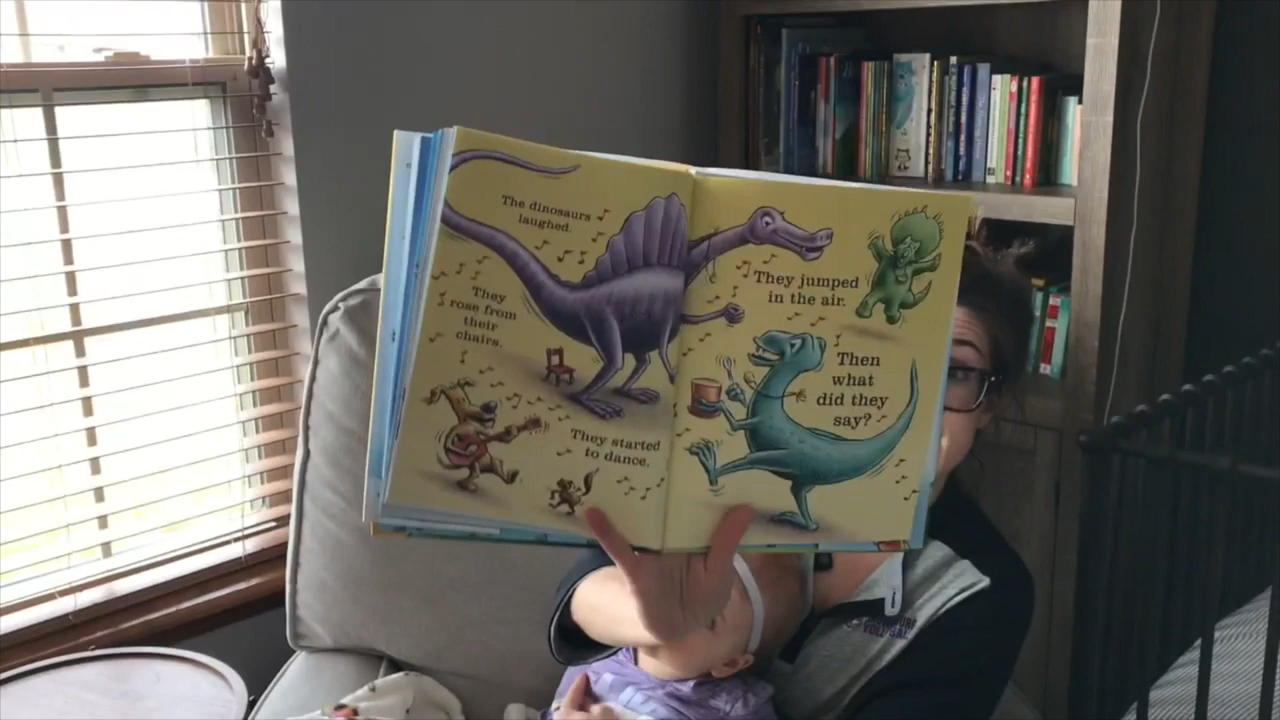 The dinosaurs
laughed.
They
rose from
their
chairs.
They started
to dance.
They jumped
in the air.
Then
what
did they
say?